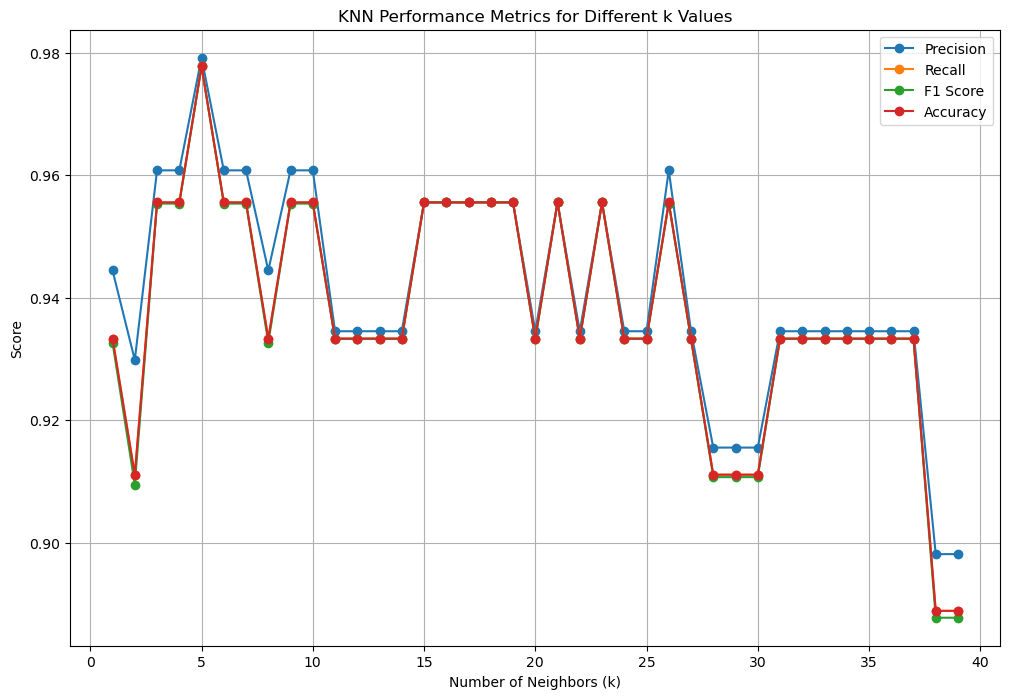 KNN Performance Metrics for Different k Values
Precision
Recall
F1 Score
Accuracy
0.98
0.96
0.94
0.92
0.90
Score
0 5 10 15 20 25 30 35 40
Number of Neighbors (k)